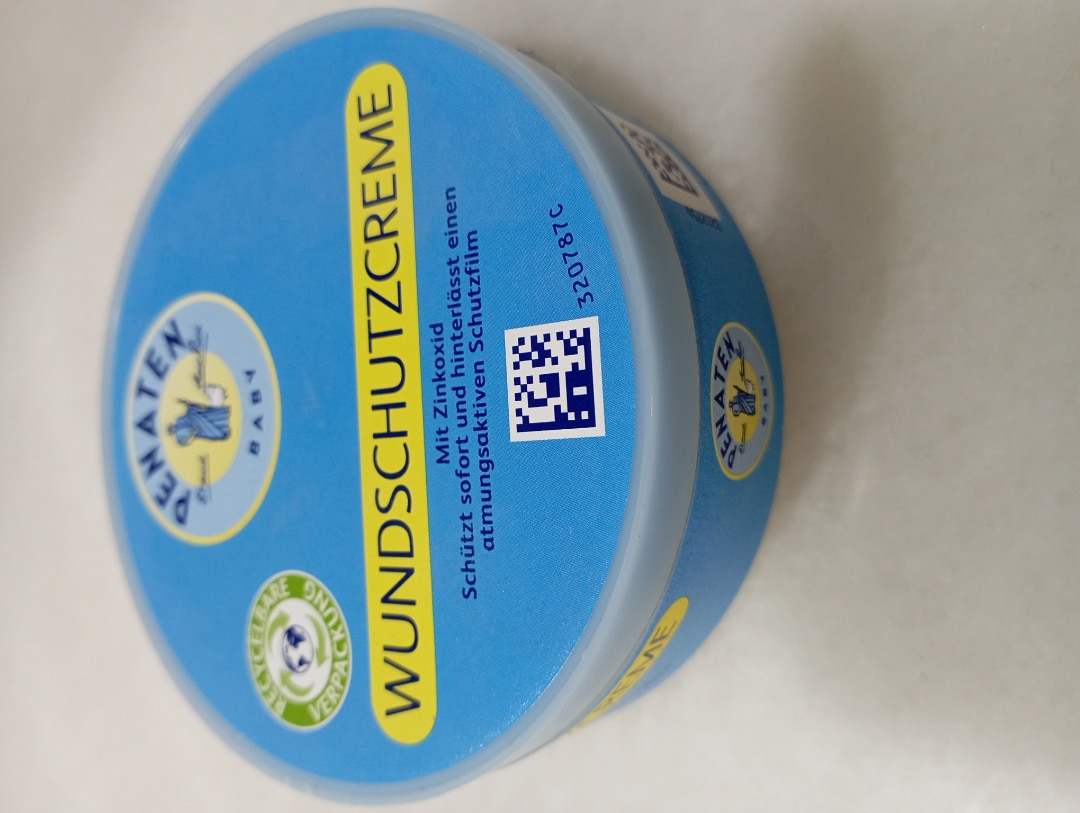 PENATEN
BABY
RECYCELBARE
VERPACKUNG
WUNDSCHUTZCREME
Mit Zinkoxid
Schützt sofort und hinterlässt einen
atmungsaktiven Schutzfilm
320787C
PENATEN
BABY